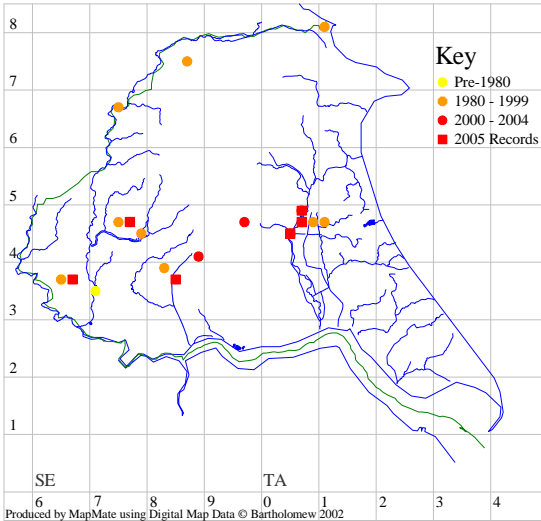 8
7
6
5
4
3
2
1
Key
Pre-1980
1980 - 1999
2000 - 2004
2005 Records
SE TA
6 7 8 9 0 1 2 3 4
Produced by MapMate using Digital Map Data © Bartholomew 2002